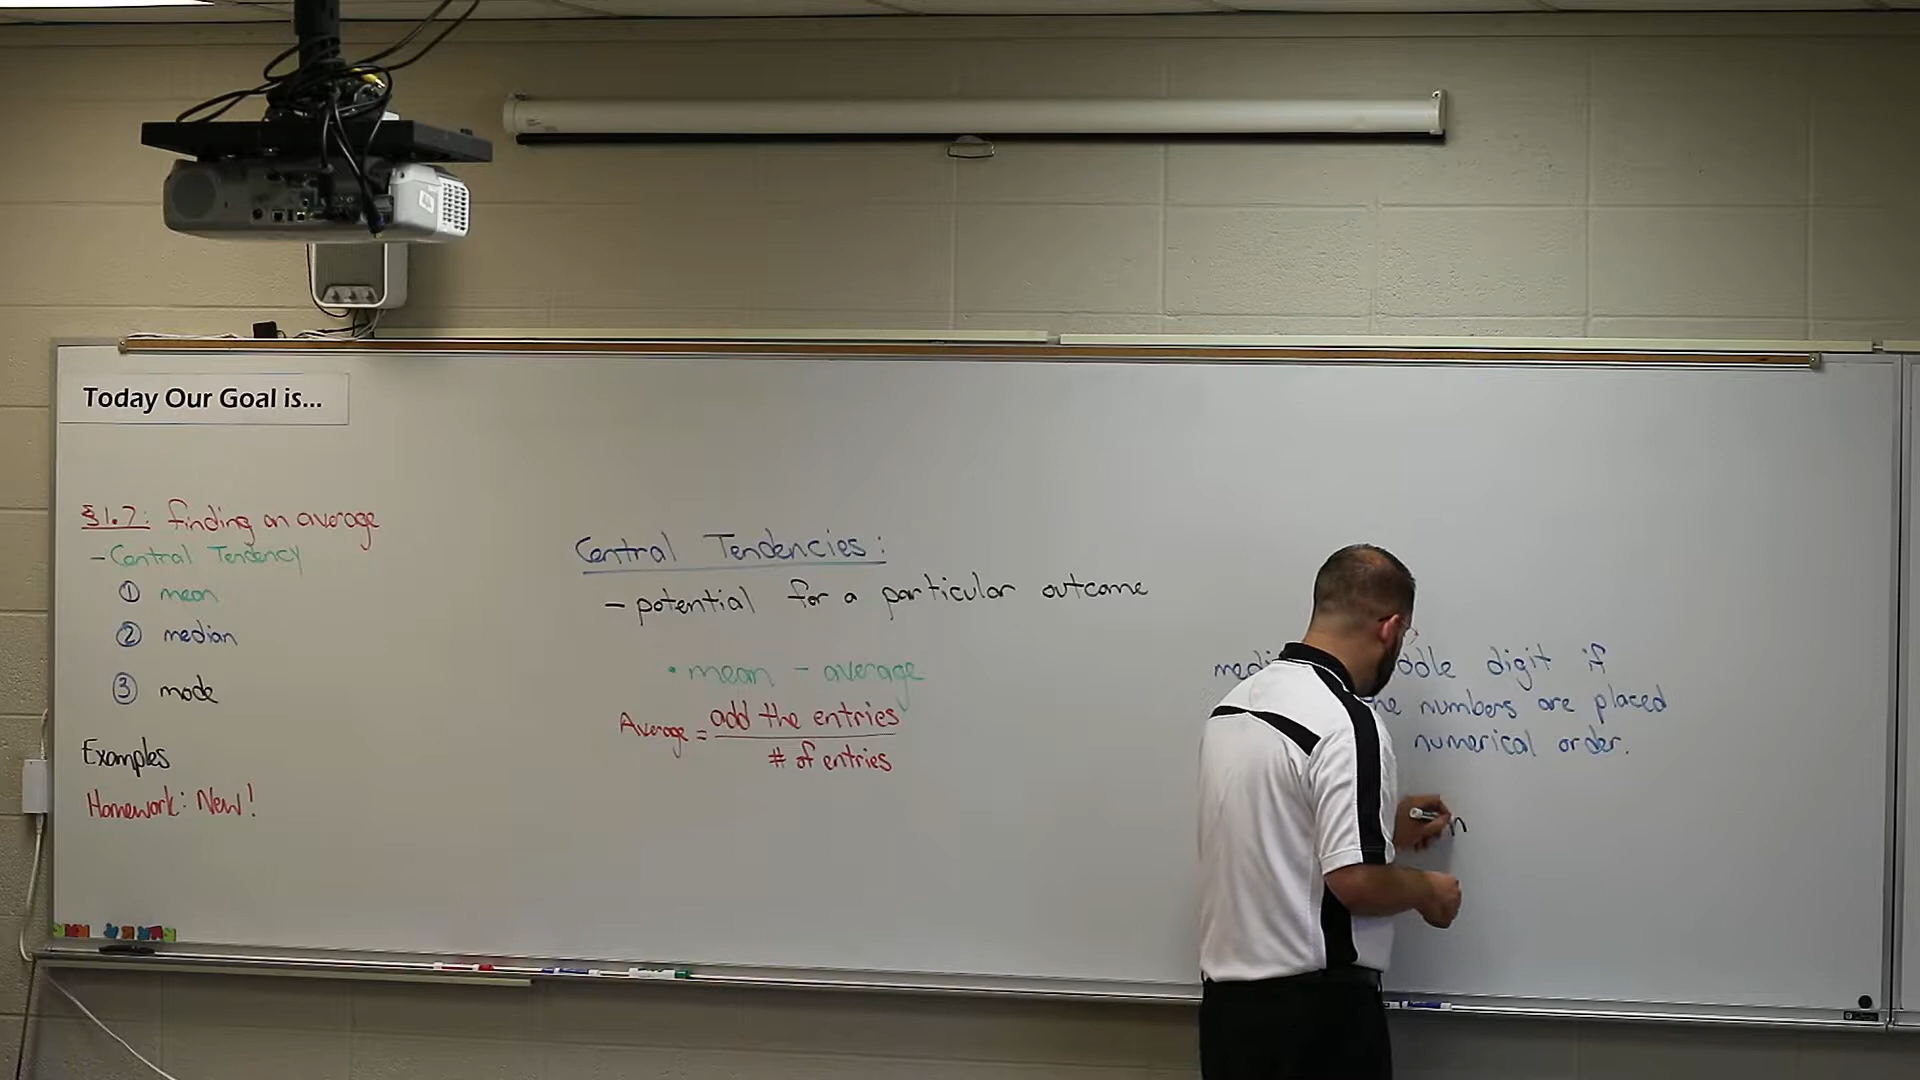 Today Our Goal is...
§1.7: finding an average
- Central Tendency
① mean
② median
③ mode
Examples
Homework: New!
Central Tendencies:
- potential for a particular outcome
• mean - average
Average = add the entries
# of entries
digit if
numbers are placed
numerical order.